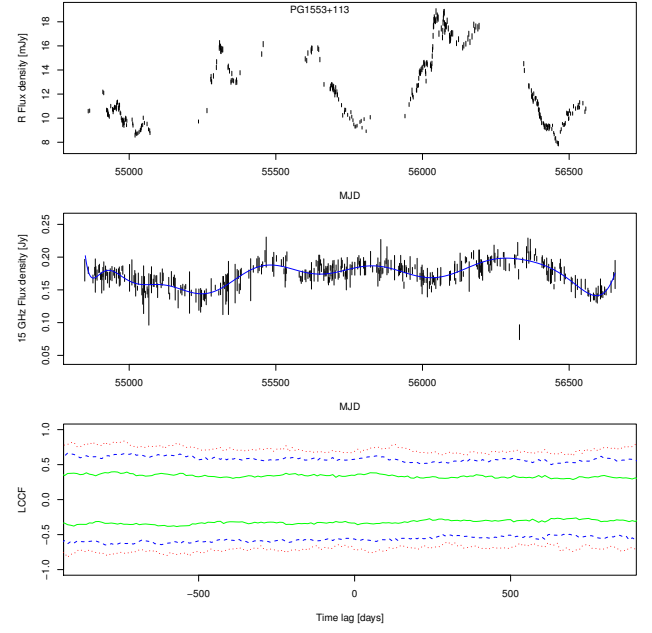 PG1553+113
R Flux density [mJy]
8 10 12 14 16 18
55000 55500 56000 56500
MJD
15 GHz Flux density [Jy]
0.05 0.10 0.15 0.20 0.25
55000 55500 56000 56500
MJD
LCCF
−1.0 −0.5 0.0 0.5 1.0
−500 0 500
Time lag [days]